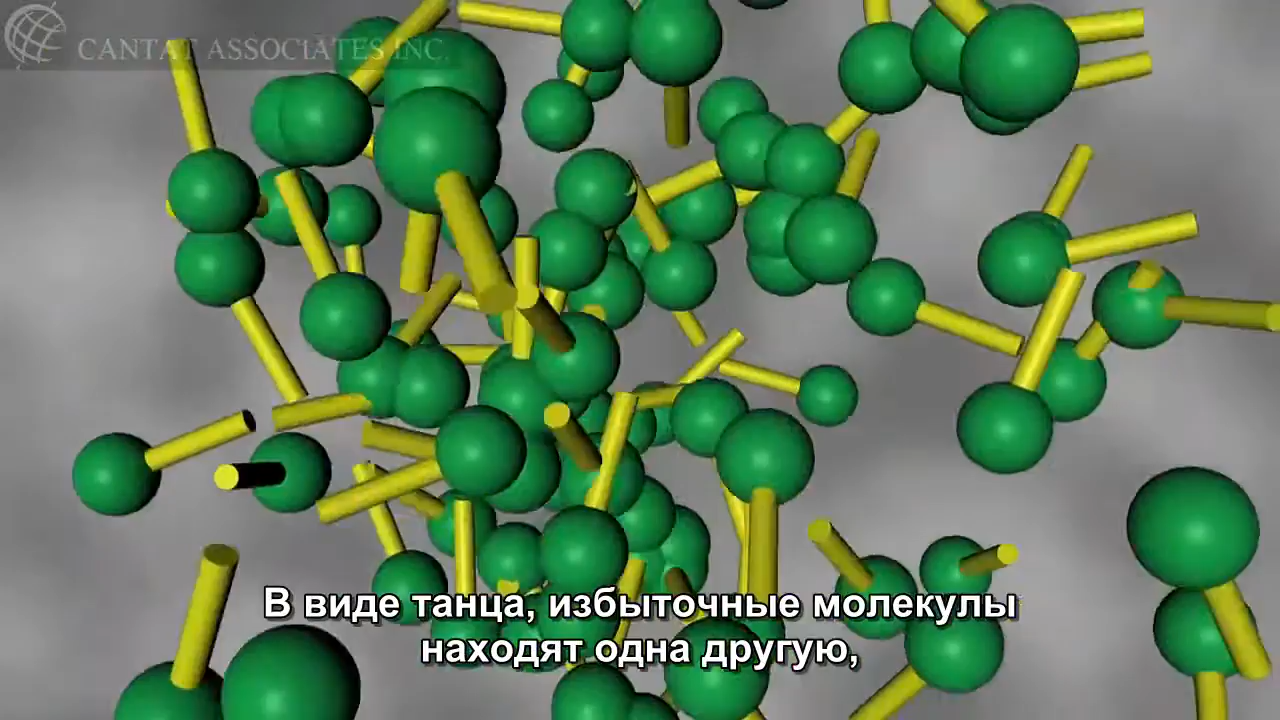 CANTAT ASSOCIATES INC.
В виде танца, избыточные молекулы
находят одна другую,